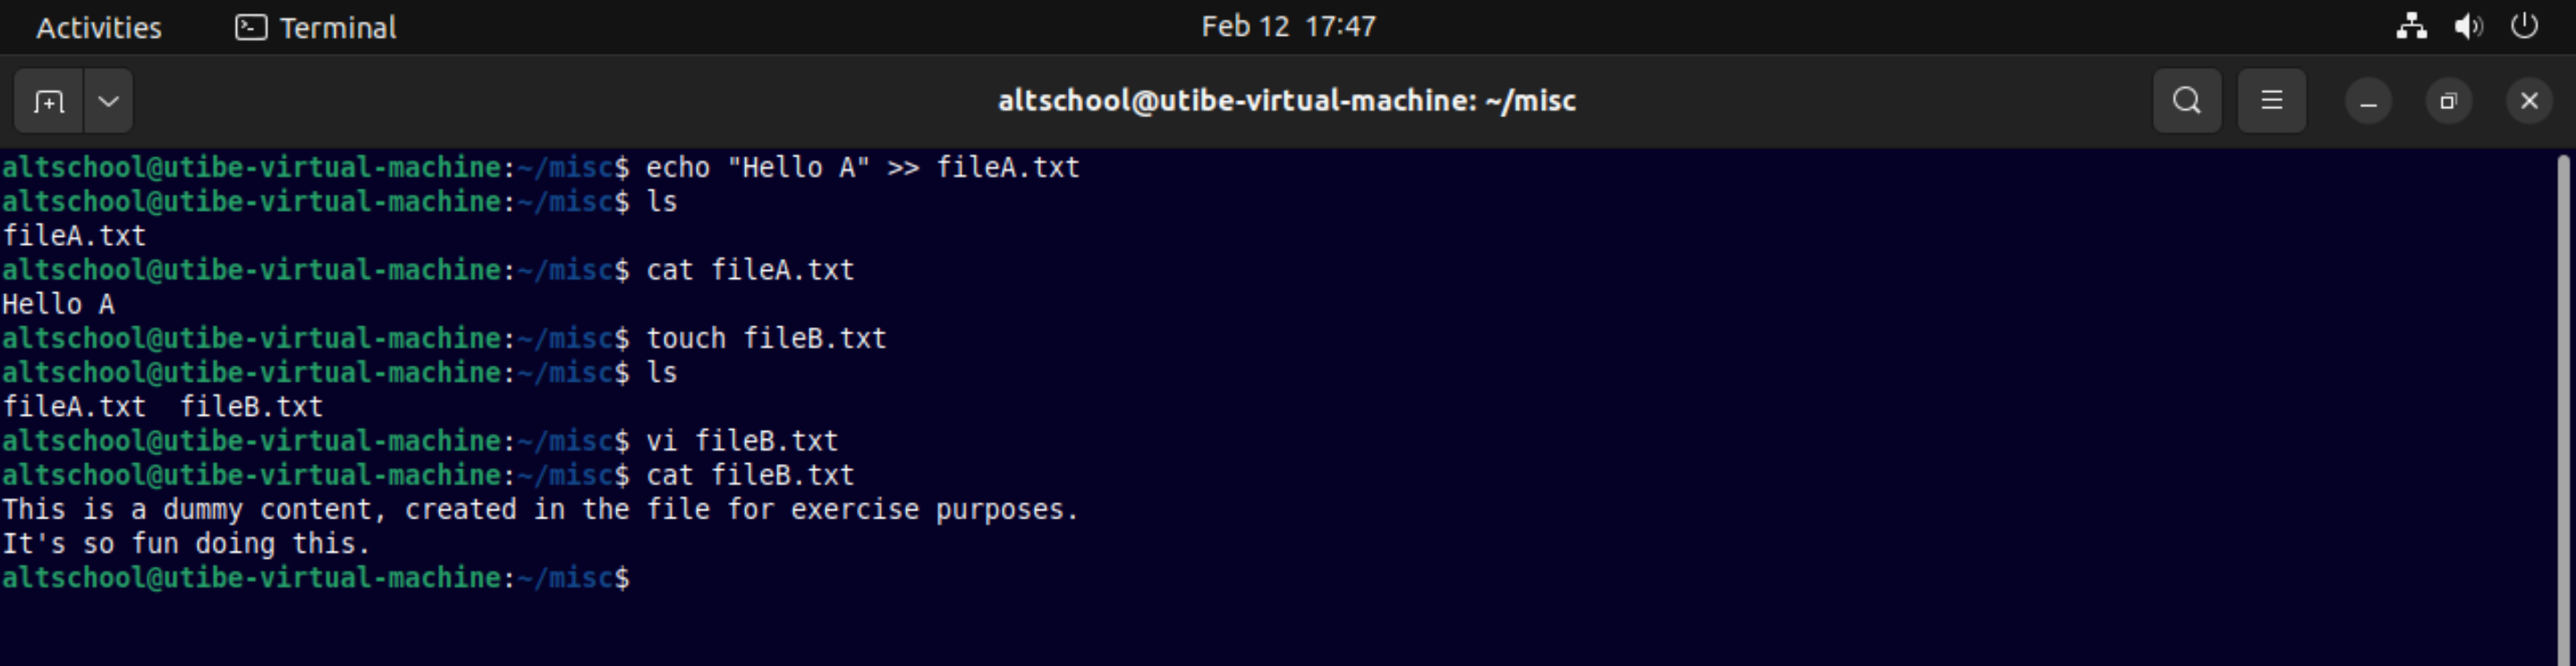 Activities Terminal Feb 12 17:47
altschool@utibe-virtual-machine: ~/misc
altschool@utibe-virtual-machine:~/misc$ echo "Hello A" >> fileA.txt
altschool@utibe-virtual-machine:~/misc$ ls
fileA.txt
altschool@utibe-virtual-machine:~/misc$ cat fileA.txt
Hello A
altschool@utibe-virtual-machine:~/misc$ touch fileB.txt
altschool@utibe-virtual-machine:~/misc$ ls
fileA.txt  fileB.txt
altschool@utibe-virtual-machine:~/misc$ vi fileB.txt
altschool@utibe-virtual-machine:~/misc$ cat fileB.txt
This is a dummy content, created in the file for exercise purposes.
It's so fun doing this.
altschool@utibe-virtual-machine:~/misc$